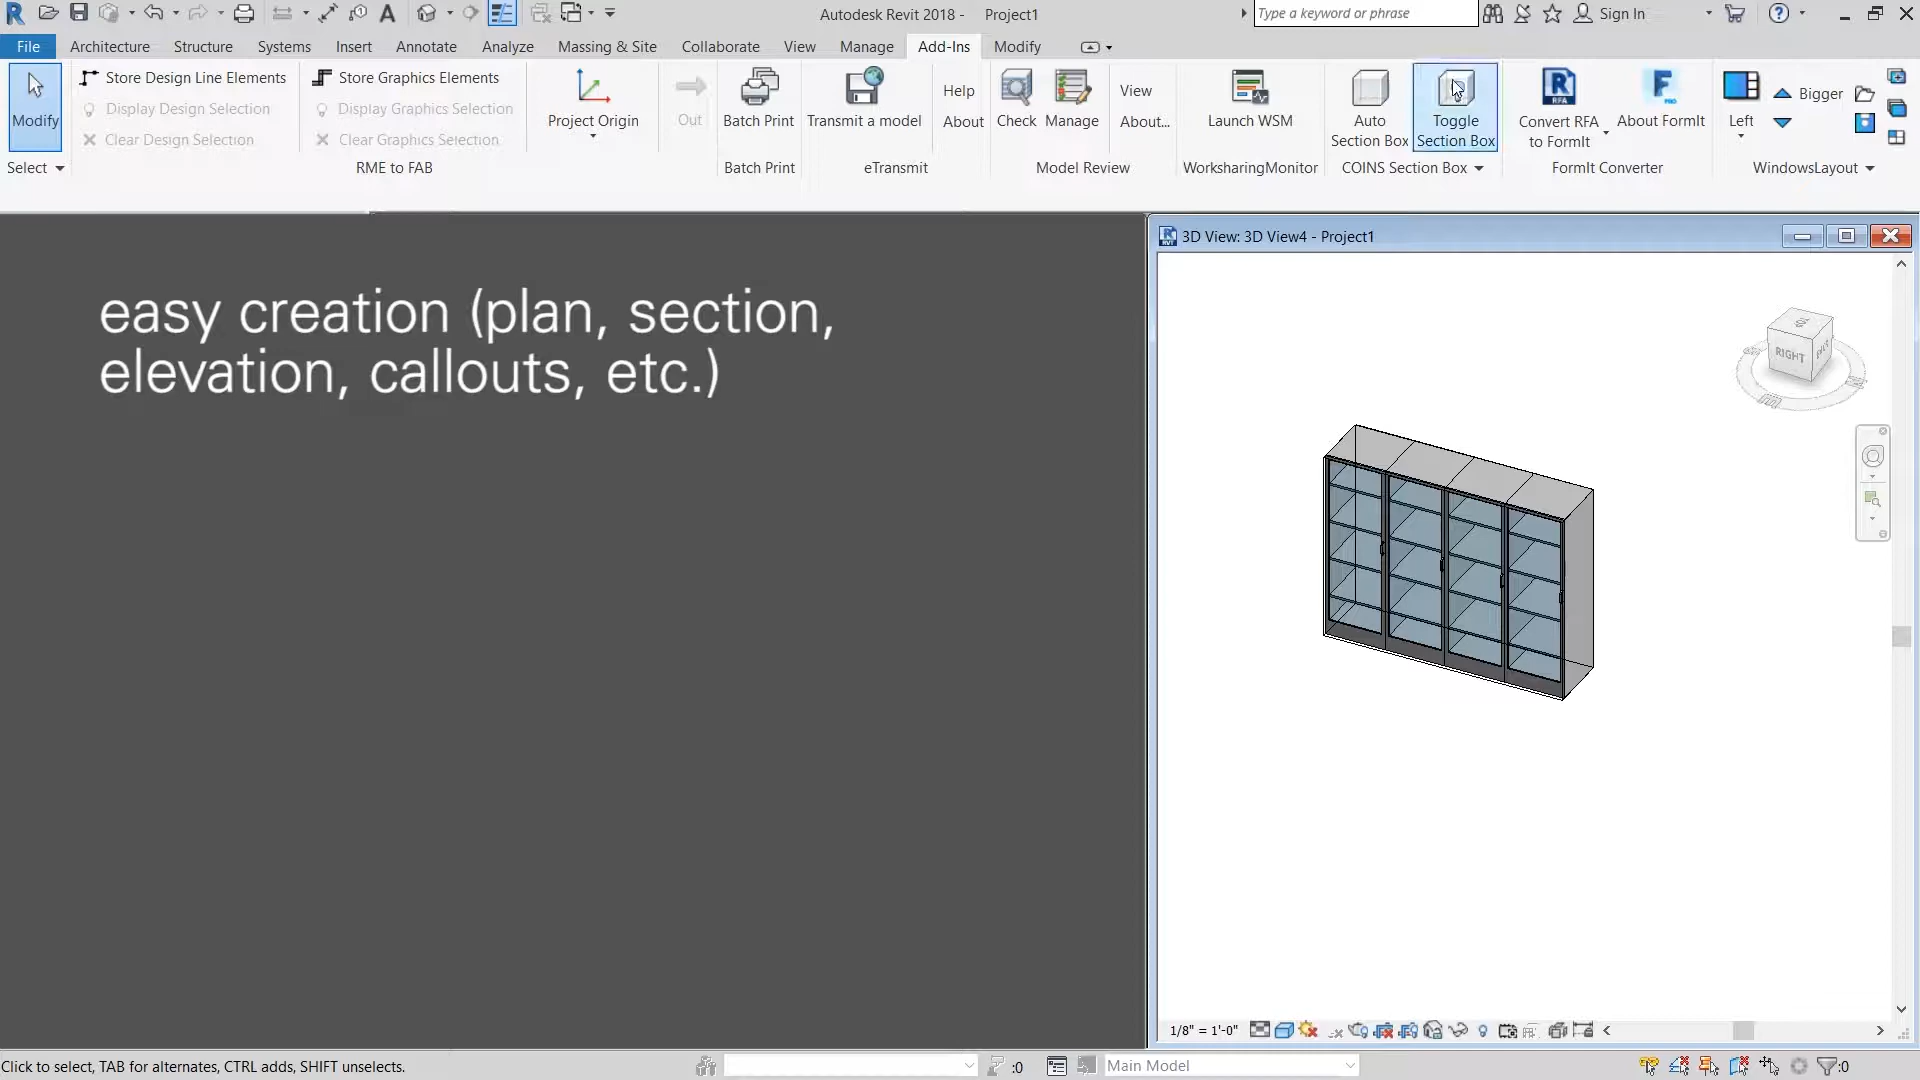 Autodesk Revit 2018 - Project1
Type a keyword or phrase
Sign In
File Architecture Structure Systems Insert Annotate Analyze Massing & Site Collaborate View Manage Add-Ins Modify
Modify
Select
Store Design Line Elements
Display Design Selection
Clear Design Selection
Store Graphics Elements
Display Graphics Selection
Clear Graphics Selection
RME to FAB
Project Origin
Out
Batch Print
Batch Print
Transmit a model
Help
About
eTransmit
Check
Manage
View
About...
Model Review
Launch WSM
WorksharingMonitor
Auto
Section Box
Toggle
Section Box
COINS Section Box
Convert RFA
to FormIt
About FormIt
FormIt Converter
Left
Bigger
WindowsLayout
easy creation (plan, section,
elevation, callouts, etc.)
3D View: 3D View4 - Project1
RIGHT
1/8" = 1'-0"
Click to select, TAB for alternates, CTRL adds, SHIFT unselects.
:0
Main Model
:0